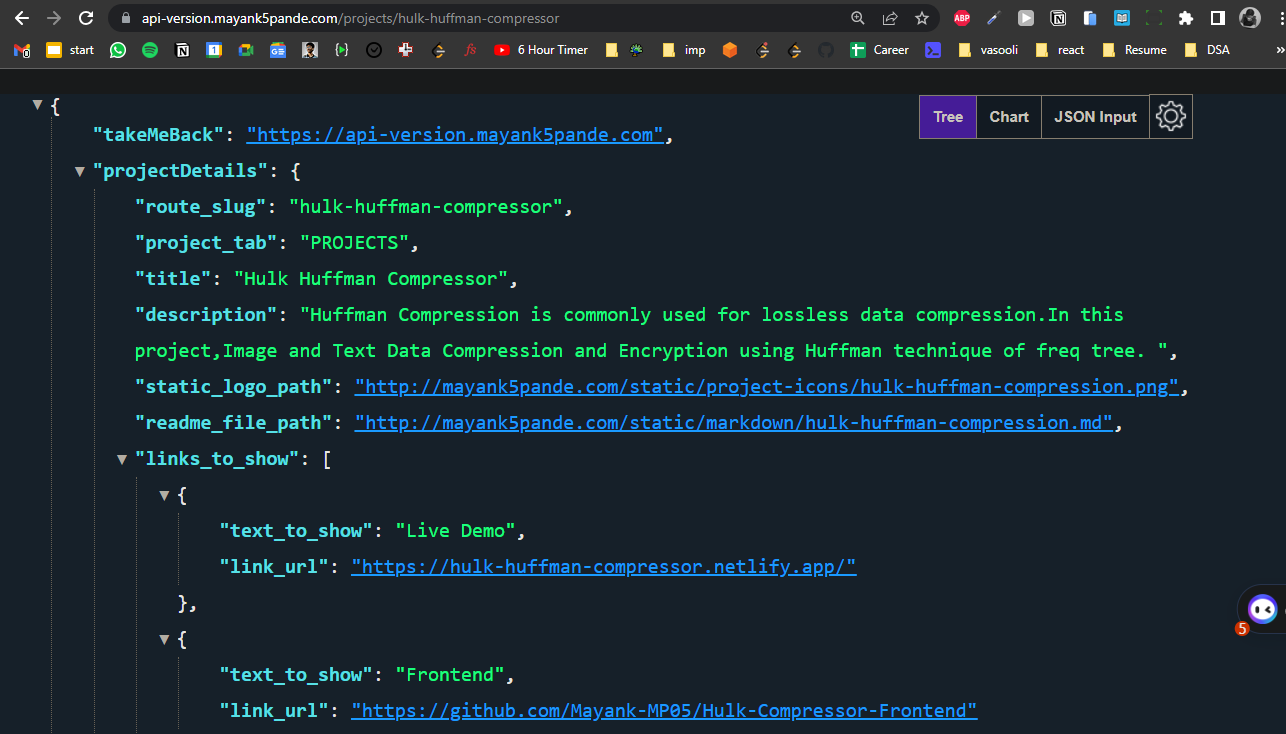 api-version.mayank5pande.com/projects/hulk-huffman-compressor
ABP
start
6 Hour Timer
imp
Career
vasooli
react
Resume
DSA
»
{
Tree
Chart
JSON Input
"takeMeBack": "https://api-version.mayank5pande.com",
"projectDetails": {
"route_slug": "hulk-huffman-compressor",
"project_tab": "PROJECTS",
"title": "Hulk Huffman Compressor",
"description": "Huffman Compression is commonly used for lossless data compression.In this
project,Image and Text Data Compression and Encryption using Huffman technique of freq tree. ",
"static_logo_path": "http://mayank5pande.com/static/project-icons/hulk-huffman-compression.png",
"readme_file_path": "http://mayank5pande.com/static/markdown/hulk-huffman-compression.md",
"links_to_show": [
{
"text_to_show": "Live Demo",
"link_url": "https://hulk-huffman-compressor.netlify.app/"
},
{
"text_to_show": "Frontend",
"link_url": "https://github.com/Mayank-MP05/Hulk-Compressor-Frontend"
5